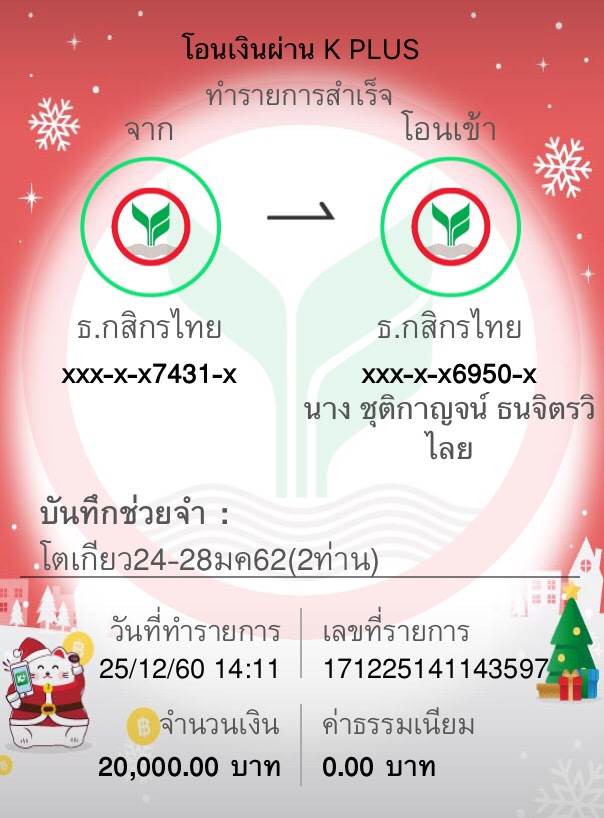 โอนเงินผ่าน K PLUS
ทำรายการสำเร็จ
จาก
โอนเข้า
ธ.กสิกรไทย
ธ.กสิกรไทย
xxx-x-x7431-x
xxx-x-x6950-x
นาง ชุติกาญจน์ ธนจิตรวิ
ไลย
บันทึกช่วยจำ :
โตเกียว24-28มค62(2ท่าน)
วันที่ทำรายการ
เลขที่รายการ
25/12/60 14:11
171225141143597
จำนวนเงิน
ค่าธรรมเนียม
20,000.00 บาท
0.00 บาท